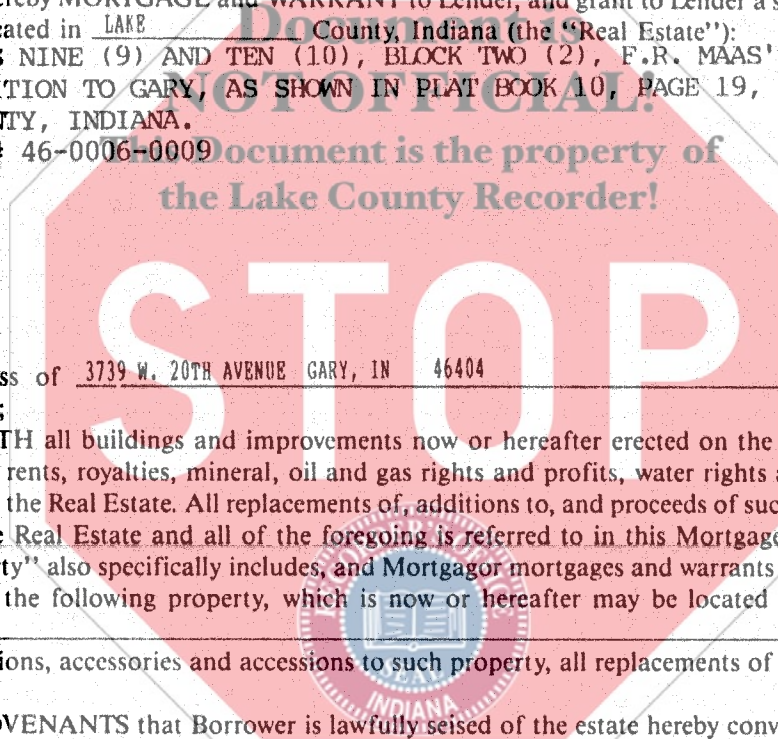 reby MORTGAGE and WARRANT to Lender, and grant to Lender a s
ated in LAKE County, Indiana (the "Real Estate"):
NINE (9) AND TEN (10), BLOCK TWO (2), F.R. MAAS'
TION TO GARY, AS SHOWN IN PLAT BOOK 10, PAGE 19,
TY, INDIANA.
46-0006-0009
Document is
NOT OFFICIAL!
This Document is the property of
the Lake County Recorder!
STOP
ss of 3739 W. 20TH AVENUE GARY, IN 46404
;
TH all buildings and improvements now or hereafter erected on the
rents, royalties, mineral, oil and gas rights and profits, water rights a
the Real Estate. All replacements of, additions to, and proceeds of suc
e Real Estate and all of the foregoing is referred to in this Mortgage
ty" also specifically includes, and Mortgagor mortgages and warrants
the following property, which is now or hereafter may be located
ions, accessories and accessions to such property, all replacements of
OVENANTS that Borrower is lawfully seised of the estate hereby conv
RECORDER'S OFFICE
SEAL
INDIANA